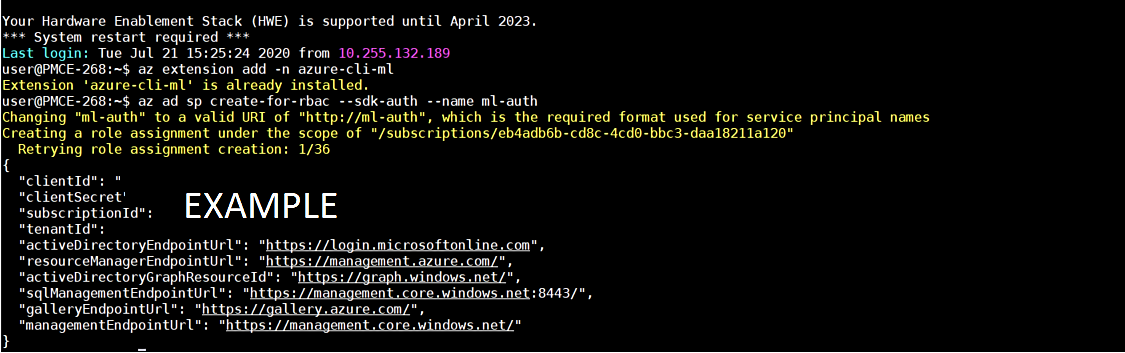 Your Hardware Enablement Stack (HWE) is supported until April 2023.
*** System restart required ***
Last login: Tue Jul 21 15:25:24 2020 from 10.255.132.189
user@PMCE-268:~$ az extension add -n azure-cli-ml
Extension 'azure-cli-ml' is already installed.
user@PMCE-268:~$ az ad sp create-for-rbac --sdk-auth --name ml-auth
Changing "ml-auth" to a valid URI of "http://ml-auth", which is the required format used for service principal names
Creating a role assignment under the scope of "/subscriptions/eb4adb6b-cd8c-4cd0-bbc3-daa18211a120"
  Retrying role assignment creation: 1/36
{
  "clientId": "
  "clientSecret'
  "subscriptionId":
EXAMPLE
  "tenantId":
  "activeDirectoryEndpointUrl": "https://login.microsoftonline.com",
  "resourceManagerEndpointUrl": "https://management.azure.com/",
  "activeDirectoryGraphResourceId": "https://graph.windows.net/",
  "sqlManagementEndpointUrl": "https://management.core.windows.net:8443/",
  "galleryEndpointUrl": "https://gallery.azure.com/",
  "managementEndpointUrl": "https://management.core.windows.net/"
}